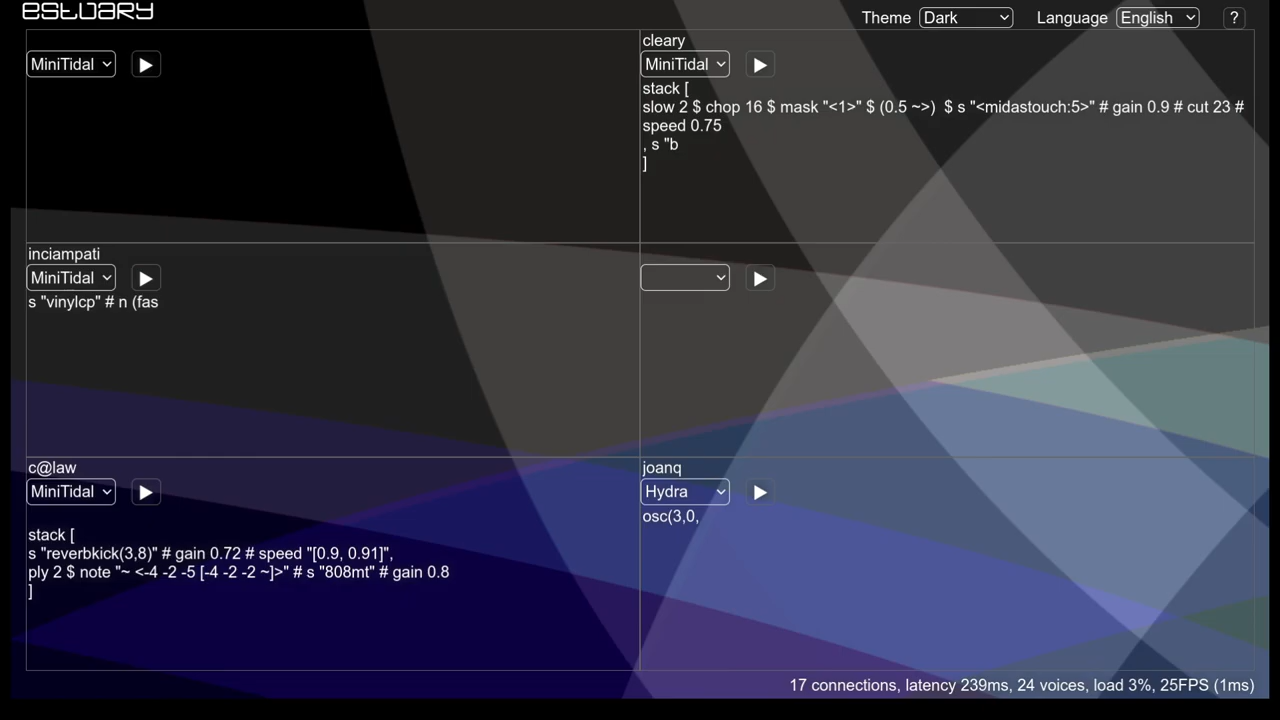 estuary
Theme Dark Language English ?
MiniTidal
cleary
MiniTidal
stack [
slow 2 $ chop 16 $ mask "<1>" $ (0.5 ~>)  $ s "<midastouch:5>" # gain 0.9 # cut 23 #
speed 0.75
, s "b
]
inciampati
MiniTidal
s "vinylcp" # n (fas
c@law
MiniTidal
stack [
s "reverbkick(3,8)" # gain 0.72 # speed "[0.9, 0.91]",
ply 2 $ note "~ <-4 -2 -5 [-4 -2 -2 ~]>" # s "808mt" # gain 0.8
]
joanq
Hydra
osc(3,0,
17 connections, latency 239ms, 24 voices, load 3%, 25FPS (1ms)